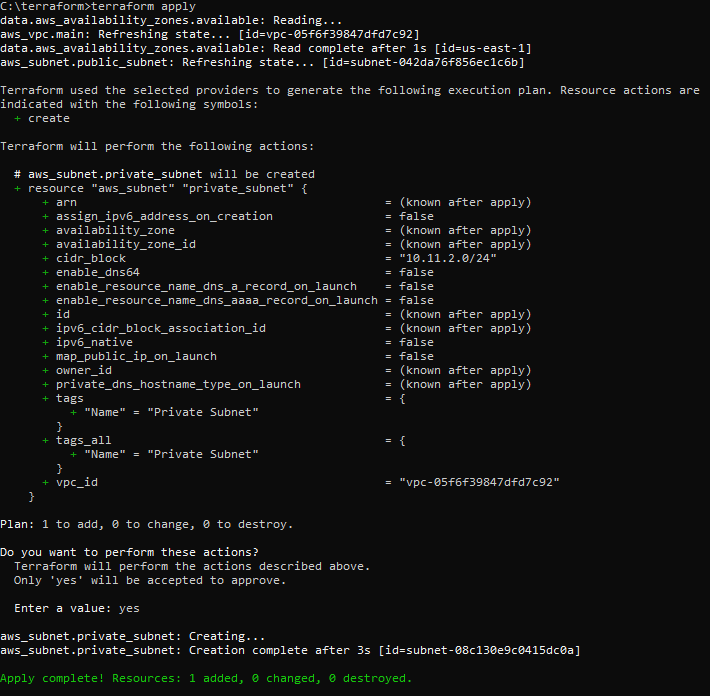 C:\terraform>terraform apply
data.aws_availability_zones.available: Reading...
aws_vpc.main: Refreshing state... [id=vpc-05f6f39847dfd7c92]
data.aws_availability_zones.available: Read complete after 1s [id=us-east-1]
aws_subnet.public_subnet: Refreshing state... [id=subnet-042da76f856ec1c6b]
Terraform used the selected providers to generate the following execution plan. Resource actions are
indicated with the following symbols:
+ create
Terraform will perform the following actions:
# aws_subnet.private_subnet will be created
+ resource "aws_subnet" "private_subnet" {
+ arn = (known after apply)
+ assign_ipv6_address_on_creation = false
+ availability_zone = (known after apply)
+ availability_zone_id = (known after apply)
+ cidr_block = "10.11.2.0/24"
+ enable_dns64 = false
+ enable_resource_name_dns_a_record_on_launch = false
+ enable_resource_name_dns_aaaa_record_on_launch = false
+ id = (known after apply)
+ ipv6_cidr_block_association_id = (known after apply)
+ ipv6_native = false
+ map_public_ip_on_launch = false
+ owner_id = (known after apply)
+ private_dns_hostname_type_on_launch = (known after apply)
+ tags = {
+ "Name" = "Private Subnet"
}
+ tags_all = {
+ "Name" = "Private Subnet"
}
+ vpc_id = "vpc-05f6f39847dfd7c92"
}
Plan: 1 to add, 0 to change, 0 to destroy.
Do you want to perform these actions?
Terraform will perform the actions described above.
Only 'yes' will be accepted to approve.
Enter a value: yes
aws_subnet.private_subnet: Creating...
aws_subnet.private_subnet: Creation complete after 3s [id=subnet-08c130e9c0415dc0a]
Apply complete! Resources: 1 added, 0 changed, 0 destroyed.